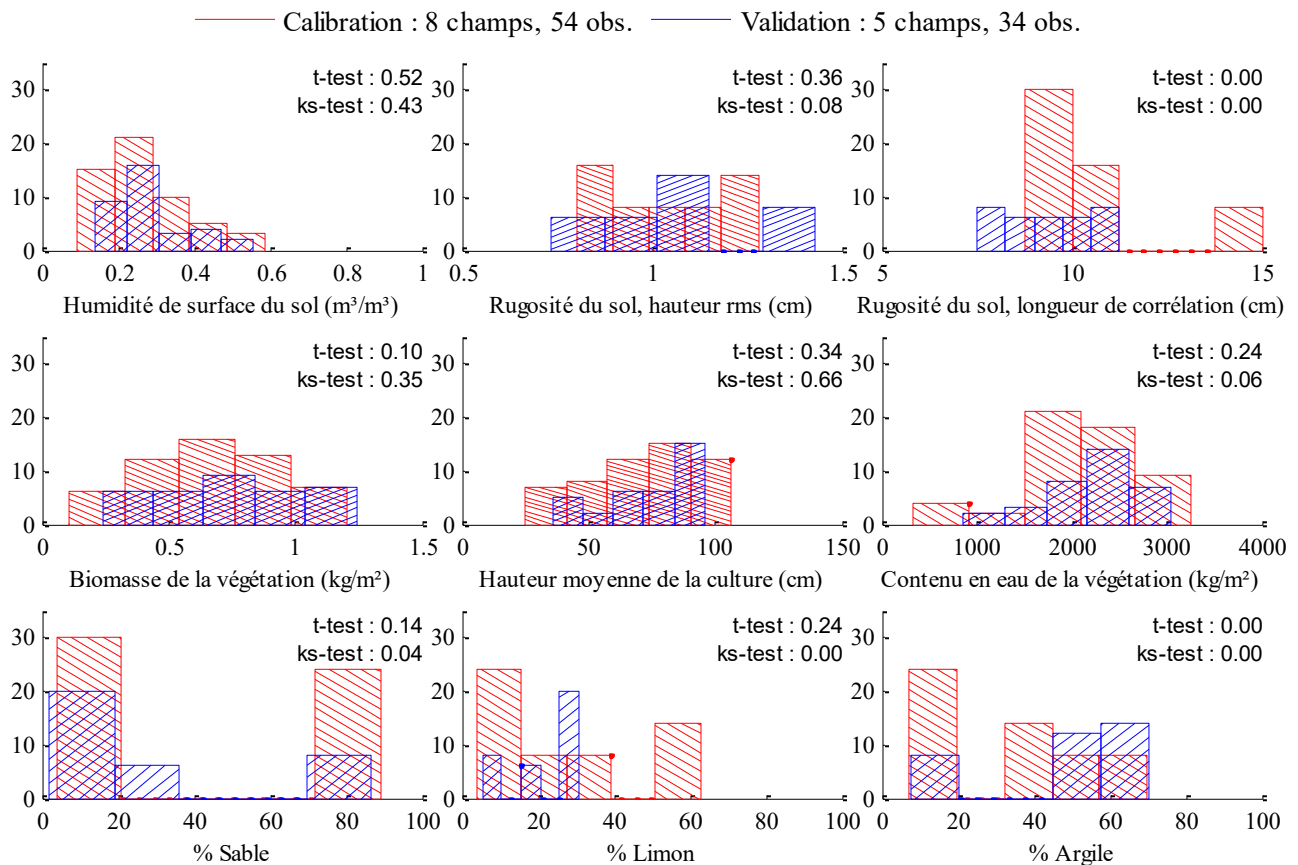 Calibration : 8 champs, 54 obs. Validation : 5 champs, 34 obs.
t-test : 0.52
ks-test : 0.43
30
20
10
0
0 0.2 0.4 0.6 0.8 1
Humidité de surface du sol (m³/m³)
t-test : 0.36
ks-test : 0.08
30
20
10
0
0.5 1 1.5
Rugosité du sol, hauteur rms (cm)
t-test : 0.00
ks-test : 0.00
30
20
10
0
5 10 15
Rugosité du sol, longueur de corrélation (cm)
t-test : 0.10
ks-test : 0.35
30
20
10
0
0 0.5 1 1.5
Biomasse de la végétation (kg/m²)
t-test : 0.34
ks-test : 0.66
30
20
10
0
50 100 150
Hauteur moyenne de la culture (cm)
t-test : 0.24
ks-test : 0.06
30
20
10
0
1000 2000 3000 4000
Contenu en eau de la végétation (kg/m²)
t-test : 0.14
ks-test : 0.04
30
20
10
0
0 20 40 60 80 100
% Sable
t-test : 0.24
ks-test : 0.00
30
20
10
0
0 20 40 60 80 100
% Limon
t-test : 0.00
ks-test : 0.00
30
20
10
0
0 20 40 60 80 100
% Argile